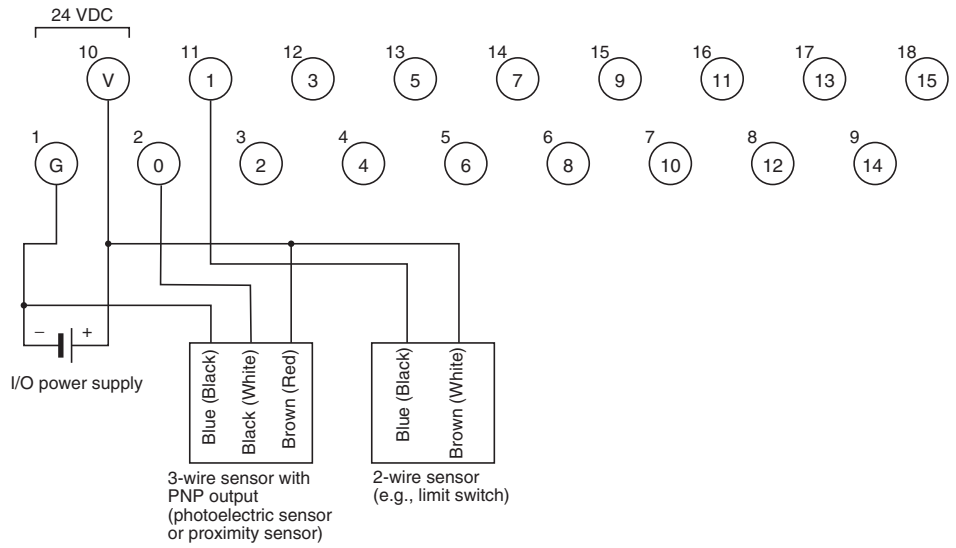 24 VDC
10 11 12 13 14 15 16 17 18
V 1 3 5 7 9 11 13 15
1 2 3 4 5 6 7 8 9
G 0 2 4 6 8 10 12 14
− +
I/O power supply
Blue (Black)
Black (White)
Brown (Red)
Blue (Black)
Brown (White)
3-wire sensor with
PNP output
(photoelectric sensor
or proximity sensor)
2-wire sensor
(e.g., limit switch)